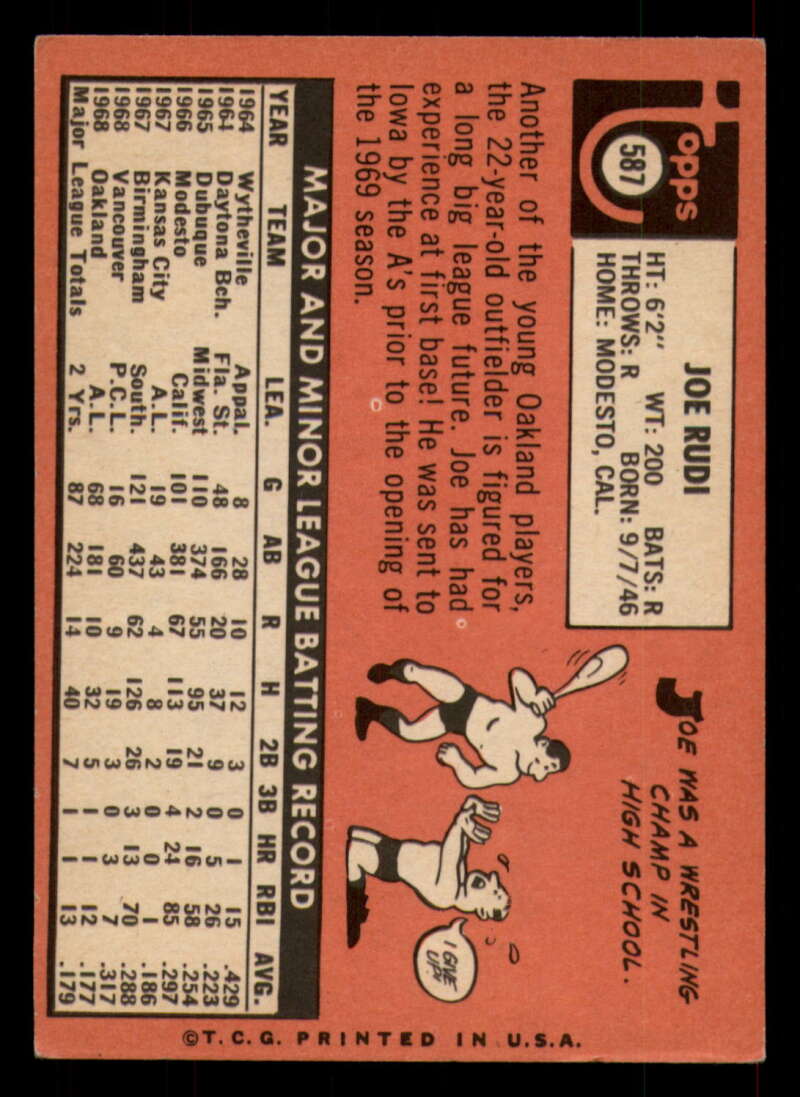 Topps
587
JOE RUDI
HT: 6'2" WT: 200 BATS: R
THROWS: R BORN: 9/7/46
HOME: MODESTO, CAL.
JOE WAS A WRESTLING
CHAMP IN
HIGH SCHOOL.
I GIVE
UP!!
Another of the young Oakland players,
the 22-year-old outfielder is figured for
a long big league future. Joe has had
experience at first base! He was sent to
Iowa by the A's prior to the opening of
the 1969 season.
MAJOR AND MINOR LEAGUE BATTING RECORD
YEAR TEAM LEA. G AB R H 2B 3B HR RBI AVG.
1964 Wytheville Appal. 8 28 10 12 3 0 1 15 .429
1964 Daytona Bch. Fla. St. 48 166 20 37 9 0 5 26 .223
1965 Dubuque Midwest 110 374 55 95 21 2 16 58 .254
1966 Modesto Calif. 101 381 67 113 19 4 24 85 .297
1967 Kansas City A.L. 19 43 4 8 2 0 0 1 .186
1967 Birmingham South. 121 437 62 126 26 3 13 70 .288
1968 Vancouver P.C.L. 16 60 9 19 3 0 3 7 .317
1968 Oakland A.L. 68 181 10 32 5 1 1 12 .177
Major League Totals 2 Yrs. 87 224 14 40 7 1 1 13 .179
©T.C.G. PRINTED IN U.S.A.